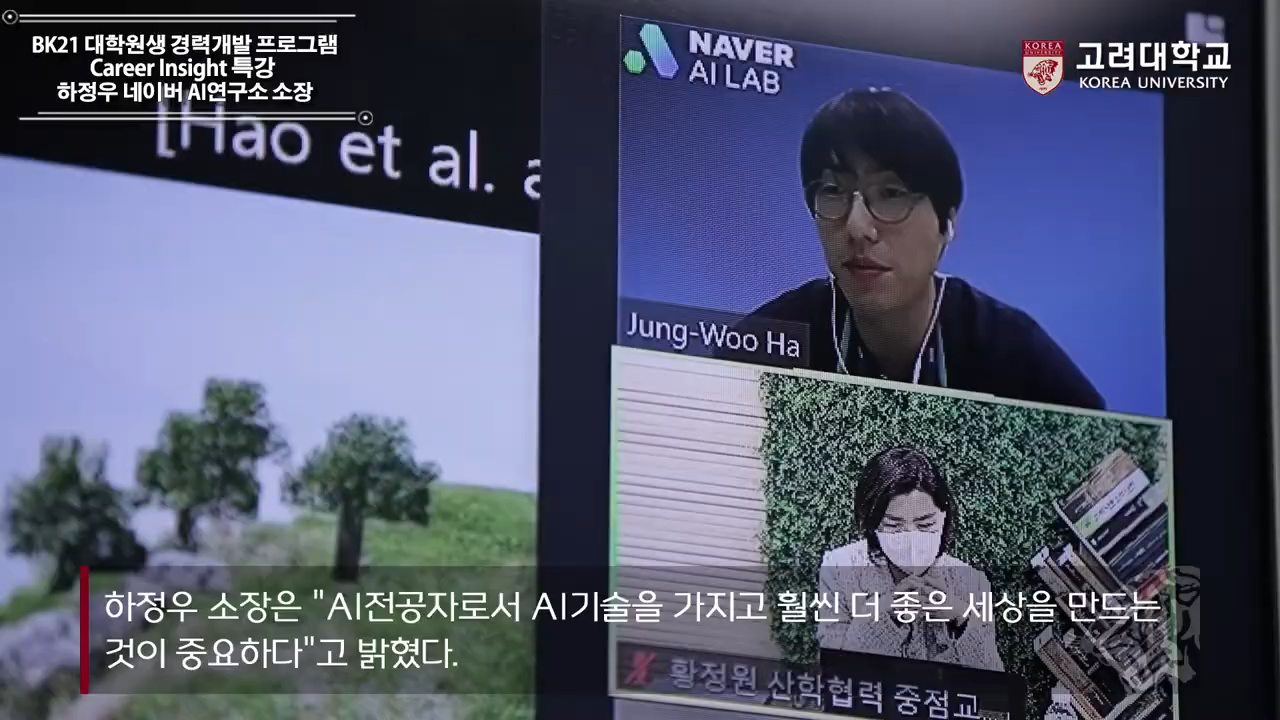 BK21 대학원생 경력개발 프로그램
Career Insight 특강
하정우 네이버 AI연구소 소장
[Hao et al. a
NAVER
AI LAB
KOREA
UNIVERSITY
고려대학교
KOREA UNIVERSITY
Jung-Woo Ha
하정우 소장은 "AI전공자로서 AI기술을 가지고 훨씬 더 좋은 세상을 만드는
것이 중요하다"고 밝혔다.
황정원 산학협력 중점교...